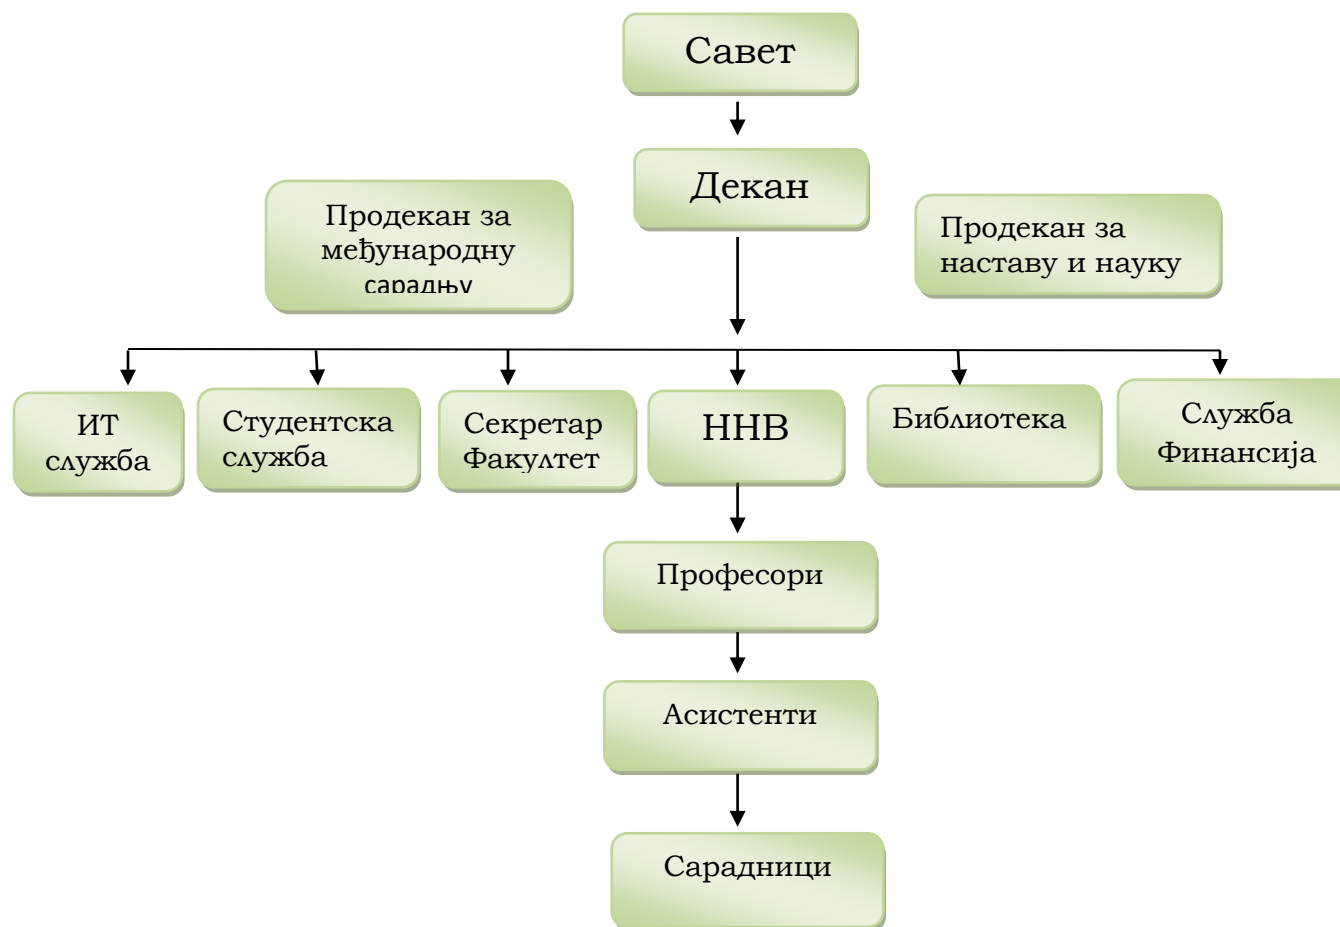 Савет
Декан
Продекан за
међународну
сарадњу
Продекан за
наставу и науку
ИТ
служба
Студентска
служба
Секретар
Факултет
ННВ
Библиотека
Служба
Финансија
Професори
Асистенти
Сарадници